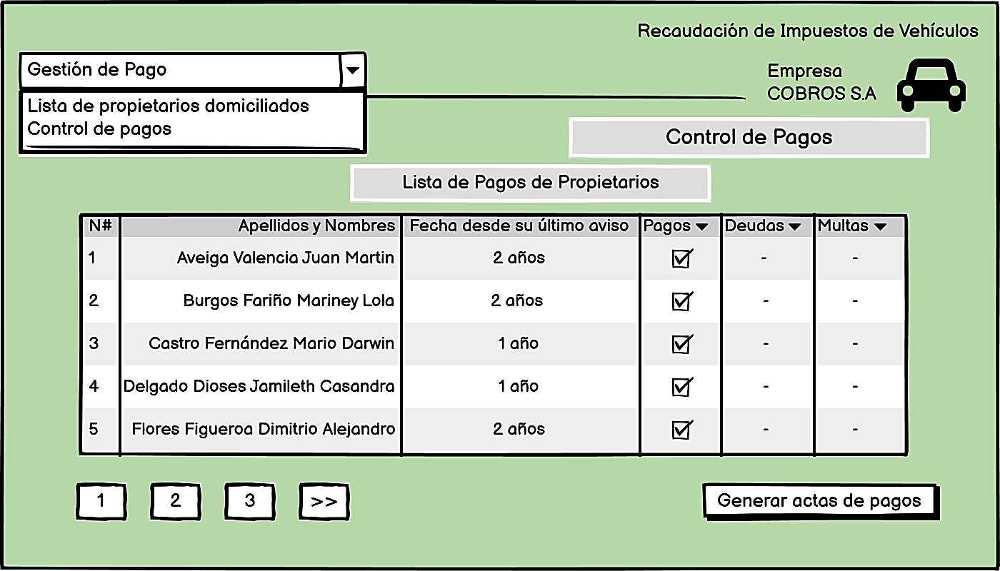 Recaudación de Impuestos de Vehículos
Gestión de Pago
Empresa
COBROS S.A
Lista de propietarios domiciliados
Control de pagos
Control de Pagos
Lista de Pagos de Propietarios
N# Apellidos y Nombres Fecha desde su último aviso Pagos Deudas Multas
1 Aveiga Valencia Juan Martin 2 años - -
2 Burgos Fariño Mariney Lola 2 años - -
3 Castro Fernández Mario Darwin 1 año - -
4 Delgado Dioses Jamileth Casandra 1 año - -
5 Flores Figueroa Dimitrio Alejandro 2 años - -
1 2 3 >> Generar actas de pagos